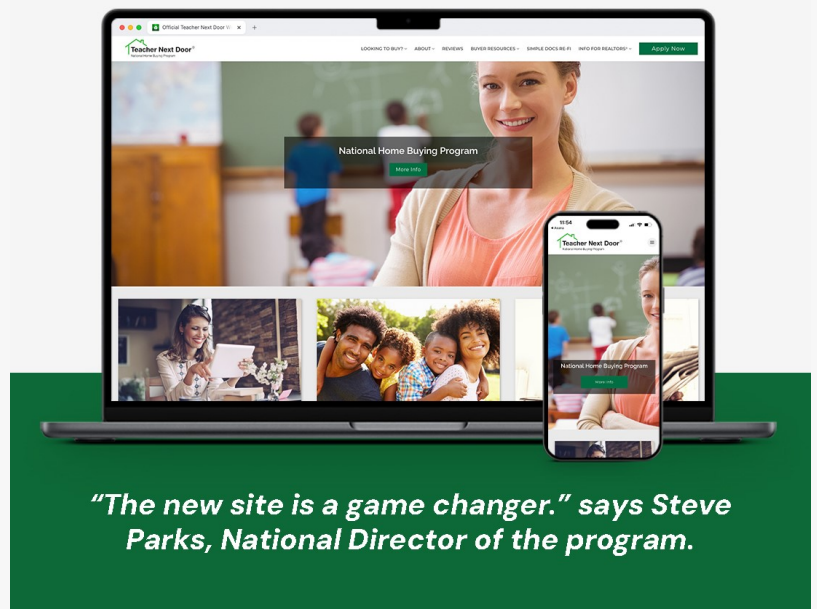 Official Teacher Next Door
Teacher Next Door®
National Home Buying Program
LOOKING TO BUY?
ABOUT
REVIEWS
BUYER RESOURCES
SIMPLE DOCS RE-FI
INFO FOR REALTORS®
Apply Now
National Home Buying Program
More Info
11:54
Teacher Next Door®
National Home Buying Program
National Home Buying Program
More Info
“The new site is a game changer.” says Steve
Parks, National Director of the program.